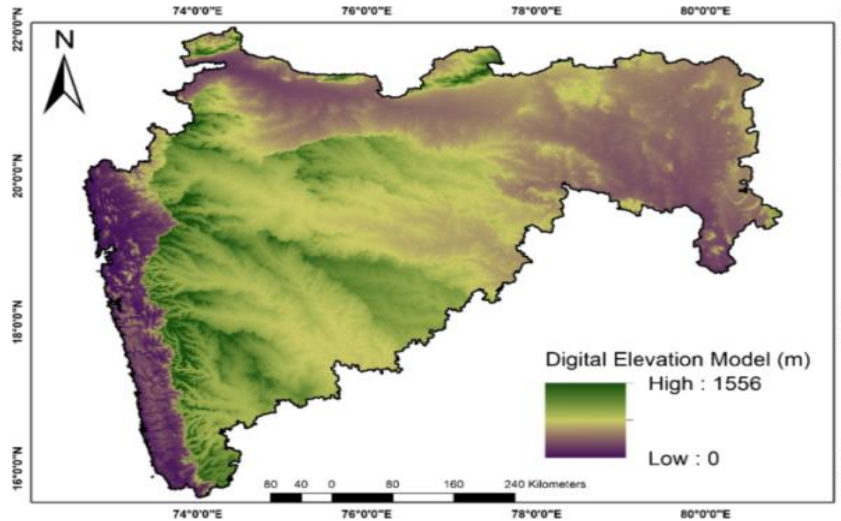 74°0'0"E 76°0'0"E 78°0'0"E 80°0'0"E
22°0'0"N
N
20°0'0"N
18°0'0"N
16°0'0"N
Digital Elevation Model (m)
High : 1556
Low : 0
80 40 0 80 160 240 Kilometers
74°0'0"E 76°0'0"E 78°0'0"E 80°0'0"E